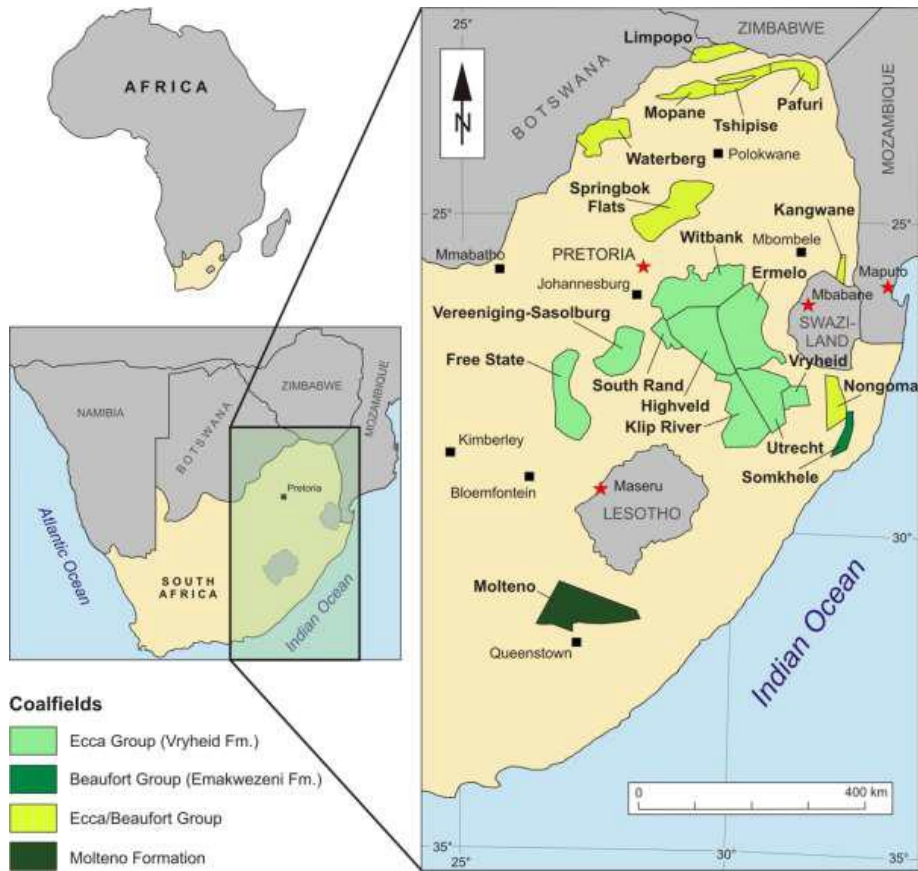 AFRICA
NAMIBIA
BOTSWANA
ZIMBABWE
MOZAMBIQUE
Pretoria
Atlantic Ocean
SOUTH
AFRICA
Indian Ocean
Coalfields
Ecca Group (Vryheid Fm.)
Beaufort Group (Emakwezeni Fm.)
Ecca/Beaufort Group
Molteno Formation
25°
30°
ZIMBABWE
Limpopo
N
BOTSWANA
MOZAMBIQUE
Mopane
Tshipise
Pafuri
Waterberg
Polokwane
Springbok
Flats
25°
25°
Kangwane
Witbank
Mbombele
PRETORIA
Mmabatho
Ermelo
Maputo
Johannesburg
Mbabane
Vereeniging-Sasolburg
SWAZI-
LAND
Free State
Vryheid
South Rand
Nongoma
Highveld
Klip River
Kimberley
Utrecht
Somkhele
Bloemfontein
Maseru
LESOTHO
30°
Molteno
Queenstown
Indian Ocean
0
400 km
35°
25°
30°
35°